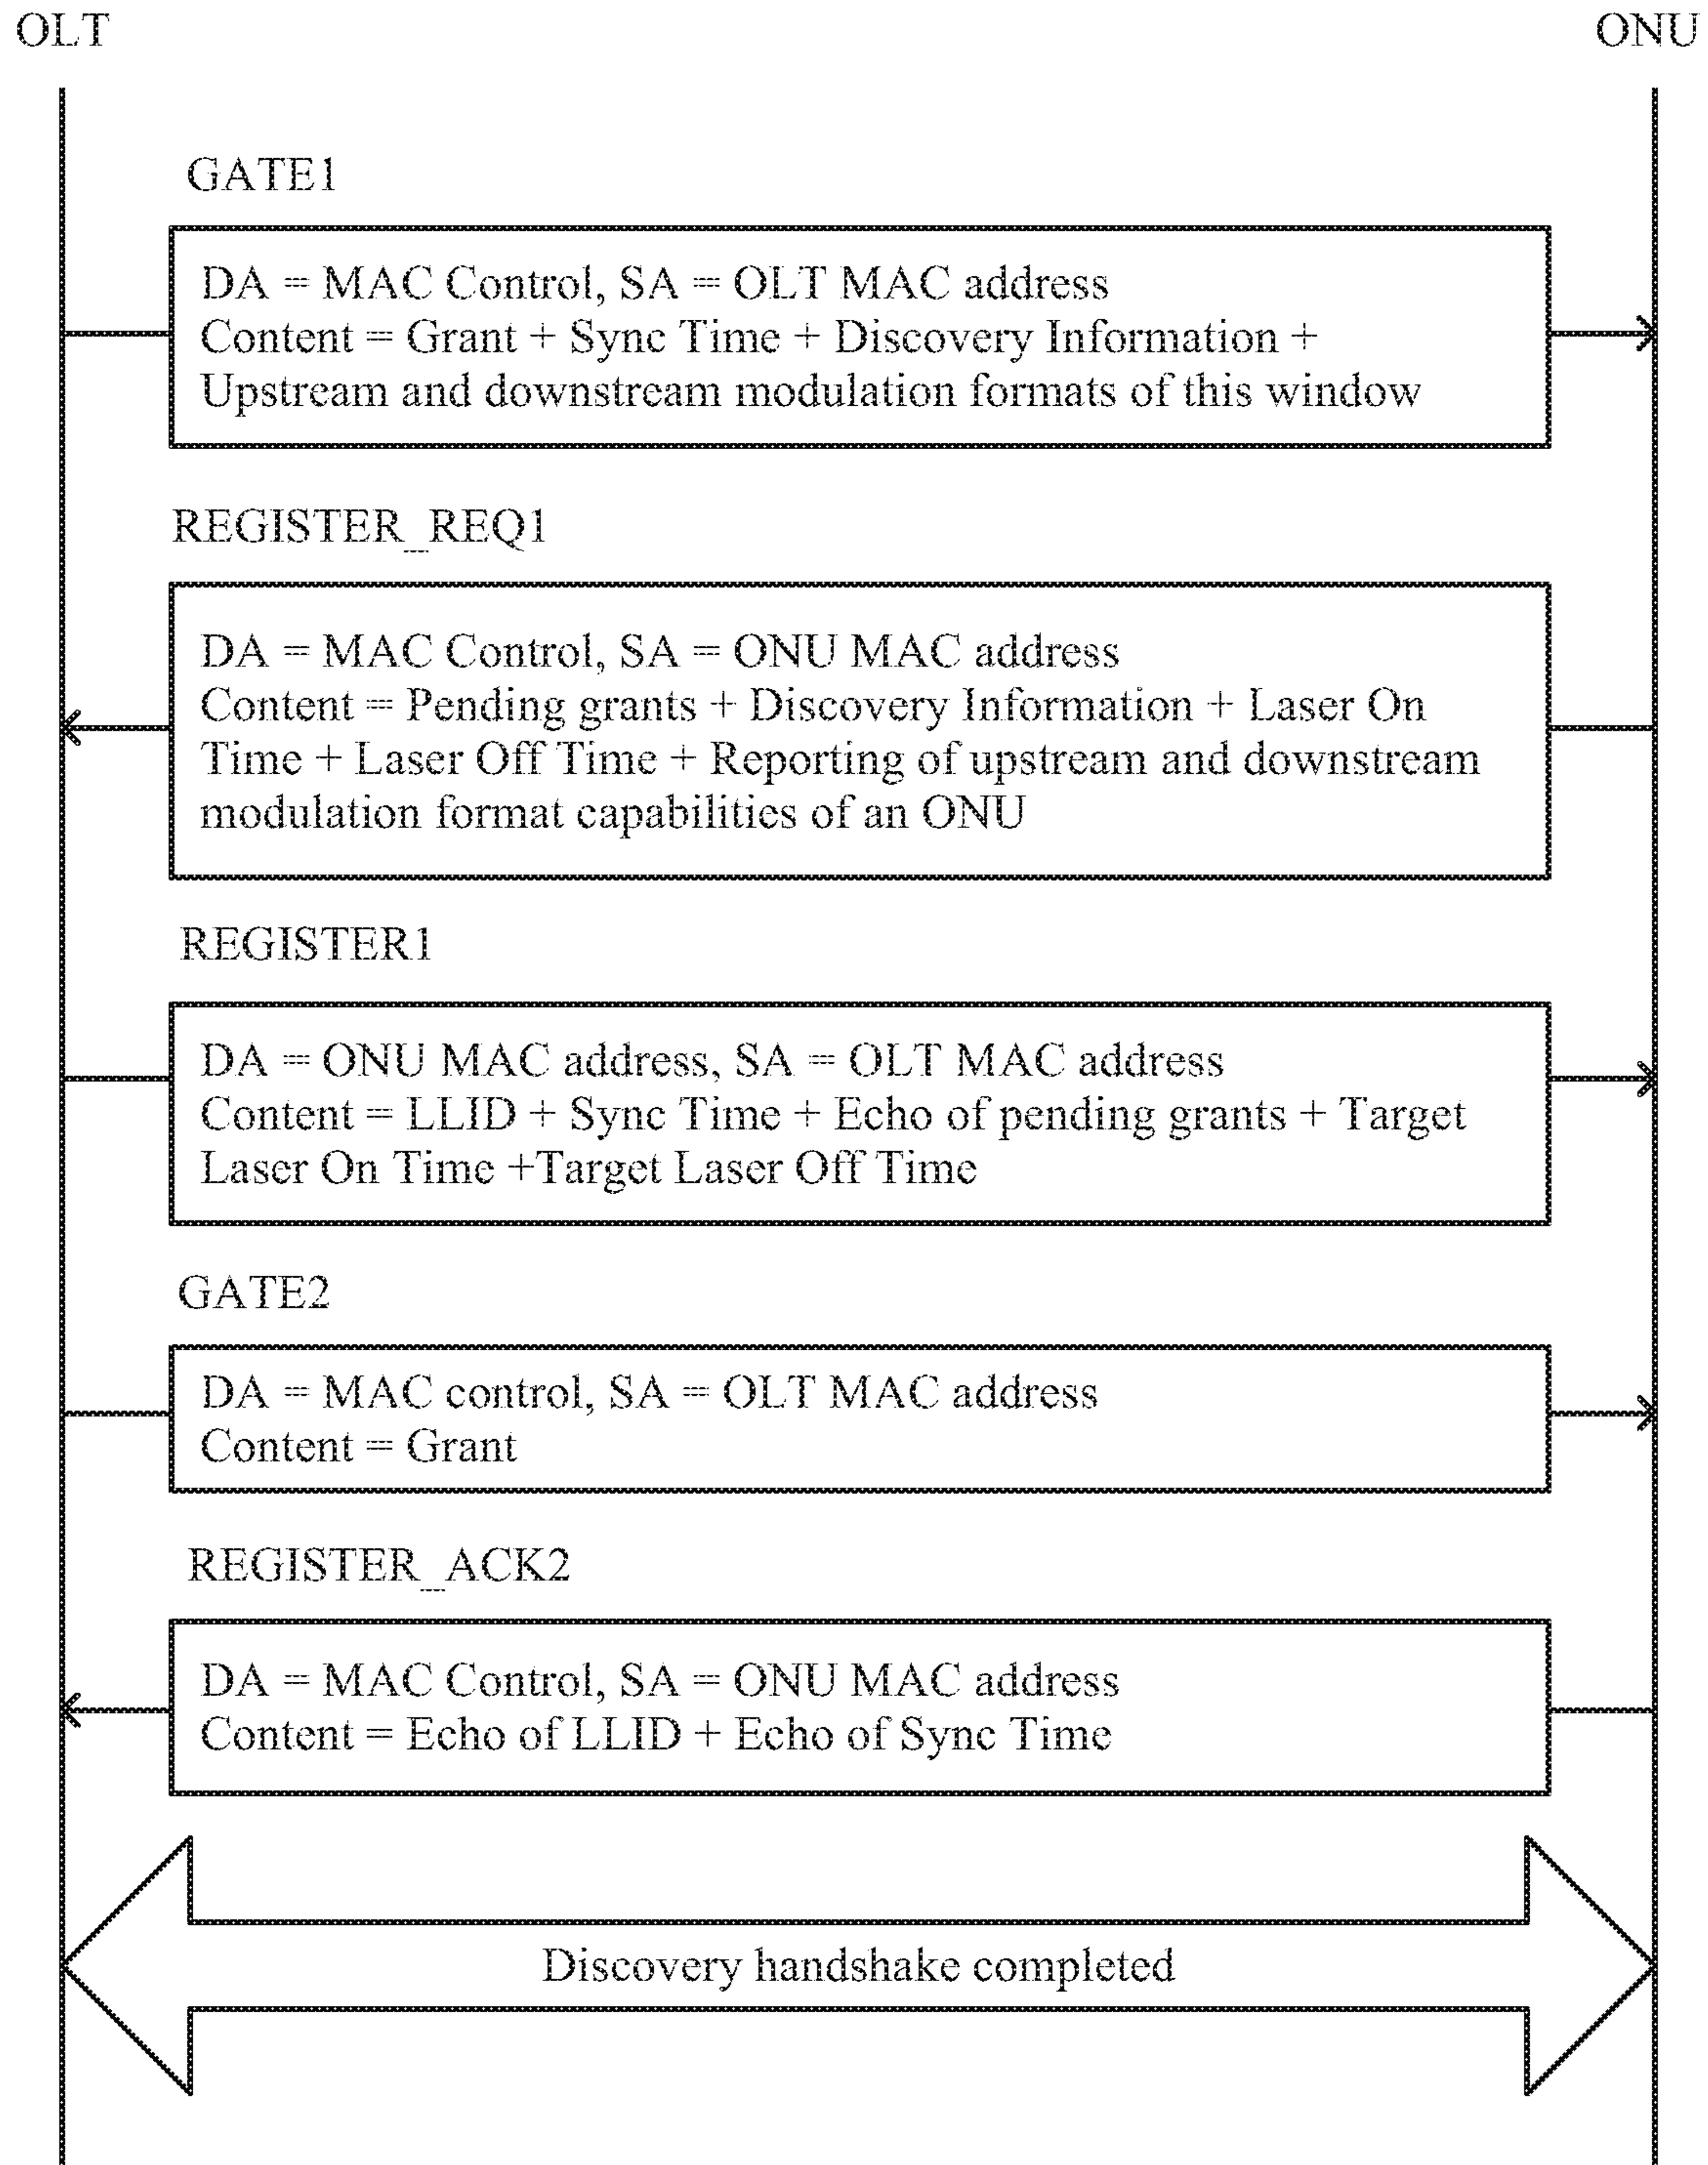 OLT
ONU
GATE1
DA = MAC Control, SA = OLT MAC address
Content = Grant + Sync Time + Discovery Information +
Upstream and downstream modulation formats of this window
REGISTER_REQ1
DA = MAC Control, SA = ONU MAC address
Content = Pending grants + Discovery Information + Laser On
Time + Laser Off Time + Reporting of upstream and downstream
modulation format capabilities of an ONU
REGISTER1
DA = ONU MAC address, SA = OLT MAC address
Content = LLID + Sync Time + Echo of pending grants + Target
Laser On Time +Target Laser Off Time
GATE2
DA = MAC control, SA = OLT MAC address
Content = Grant
REGISTER_ACK2
DA = MAC Control, SA = ONU MAC address
Content = Echo of LLID + Echo of Sync Time
Discovery handshake completed